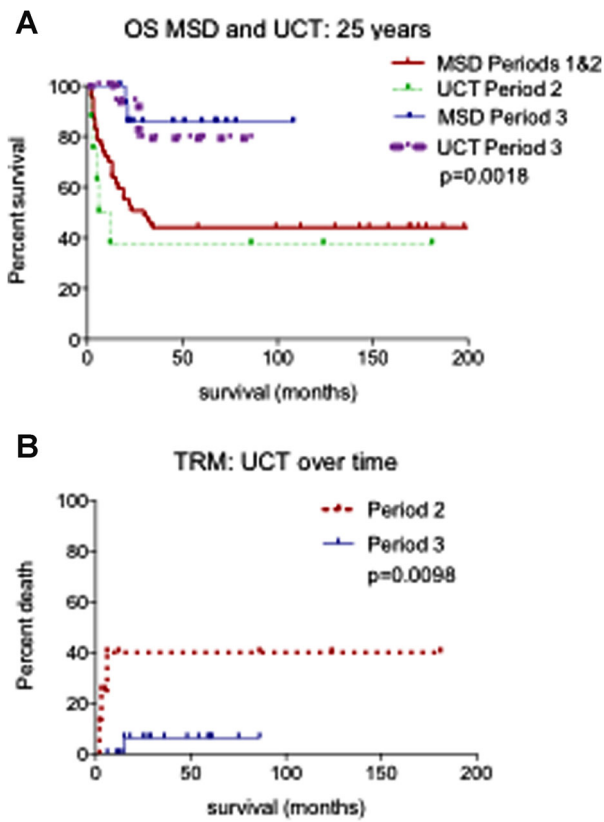 A
OS MSD and UCT: 25 years
MSD Periods 1&2
UCT Period 2
MSD Period 3
UCT Period 3
p=0.0018
Percent survival
100
80
60
40
20
0
0 50 100 150 200
survival (months)
B
TRM: UCT over time
Period 2
Period 3
p=0.0098
Percent death
100
80
60
40
20
0
0 50 100 150 200
survival (months)